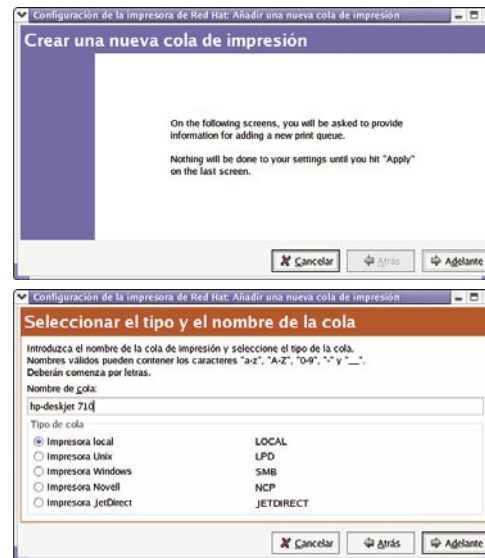 Configuración de la impresora de Red Hat: Añadir una nueva cola de impresión
Crear una nueva cola de impresión
On the following screens, you will be asked to provide
information for adding a new print queue.
Nothing will be done to your settings until you hit "Apply"
on the last screen.
Cancelar
Atrás
Adelante
Configuración de la impresora de Red Hat: Añadir una nueva cola de impresión
Seleccionar el tipo y el nombre de la cola
Introduzca el nombre de la cola de impresión y seleccione el tipo de la cola.
Nombres válidos pueden contener los caracteres "a-z", "A-Z", "0-9", "-" y "__".
Deberán comenza por letras.
Nombre de cola:
hp-deskjet 710
Tipo de cola
Impresora local LOCAL
Impresora Unix LPD
Impresora Windows SMB
Impresora Novell NCP
Impresora JetDirect JETDIRECT
Cancelar
Atrás
Adelante